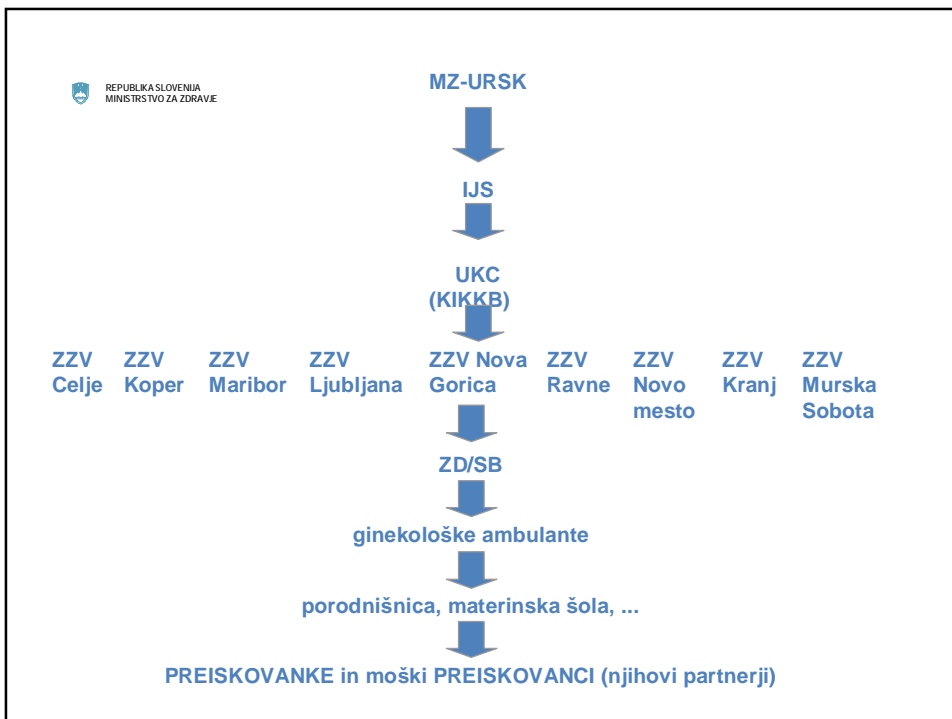 REPUBLIKA SLOVENIJA
MINISTRSTVO ZA ZDRAVJE
MZ-URSK
IJS
UKC
(KIKKB)
ZZV
Celje
ZZV
Koper
ZZV
Maribor
ZZV
Ljubljana
ZZV Nova
Gorica
ZZV
Ravne
ZZV
Novo
mesto
ZZV
Kranj
ZZV
Murska
Sobota
ZD/SB
ginekološke ambulante
porodnišnica, materinska šola, ...
PREISKOVANKE in moški PREISKOVANCI (njihovi partnerji)